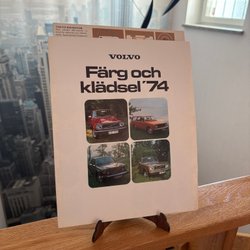 VOLVO
Färg och
klädsel '74